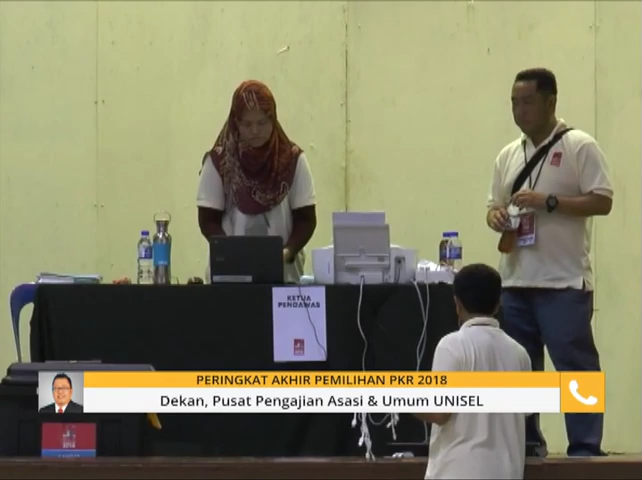 KETUA
PENGAWAS
PERINGKAT AKHIR PEMILIHAN PKR 2018
Dekan, Pusat Pengajian Asasi & Umum UNISEL